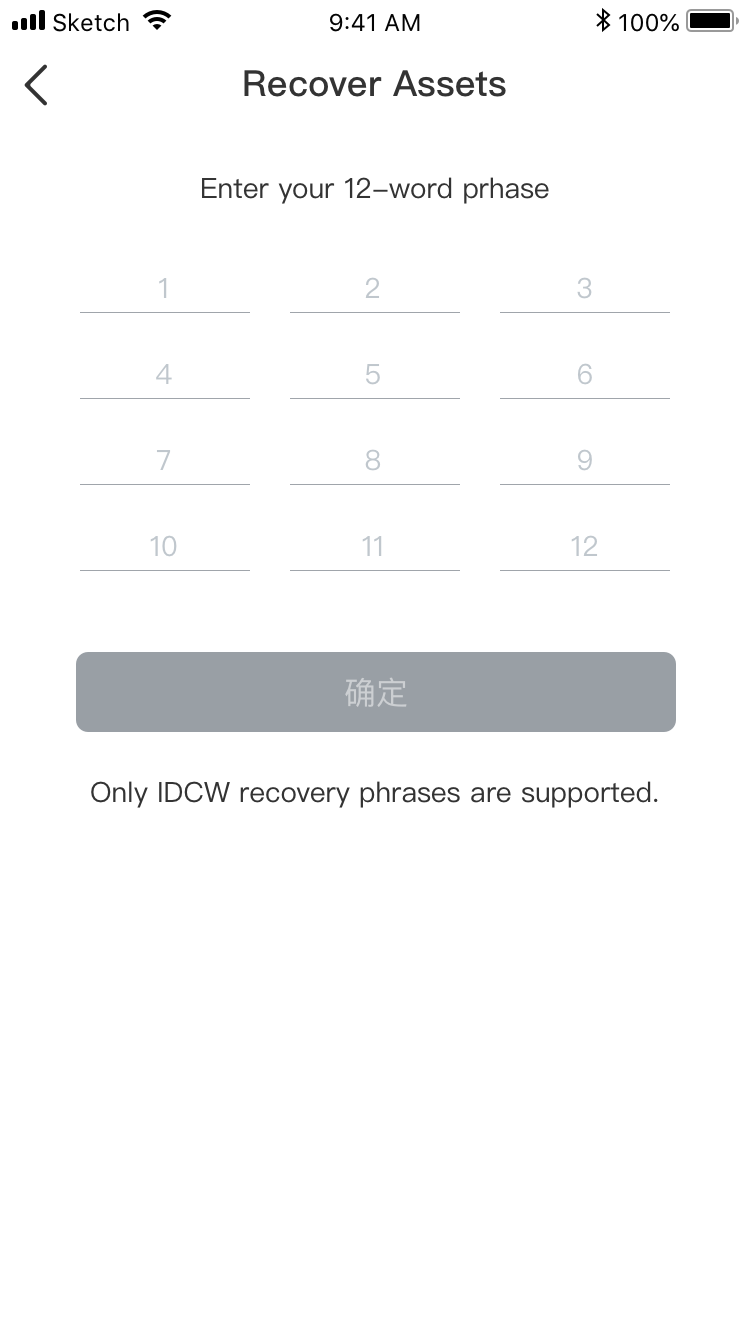 Sketch 9:41 AM 100%
Recover Assets
Enter your 12-word prhase
1 2 3
4 5 6
7 8 9
10 11 12
确定
Only IDCW recovery phrases are supported.